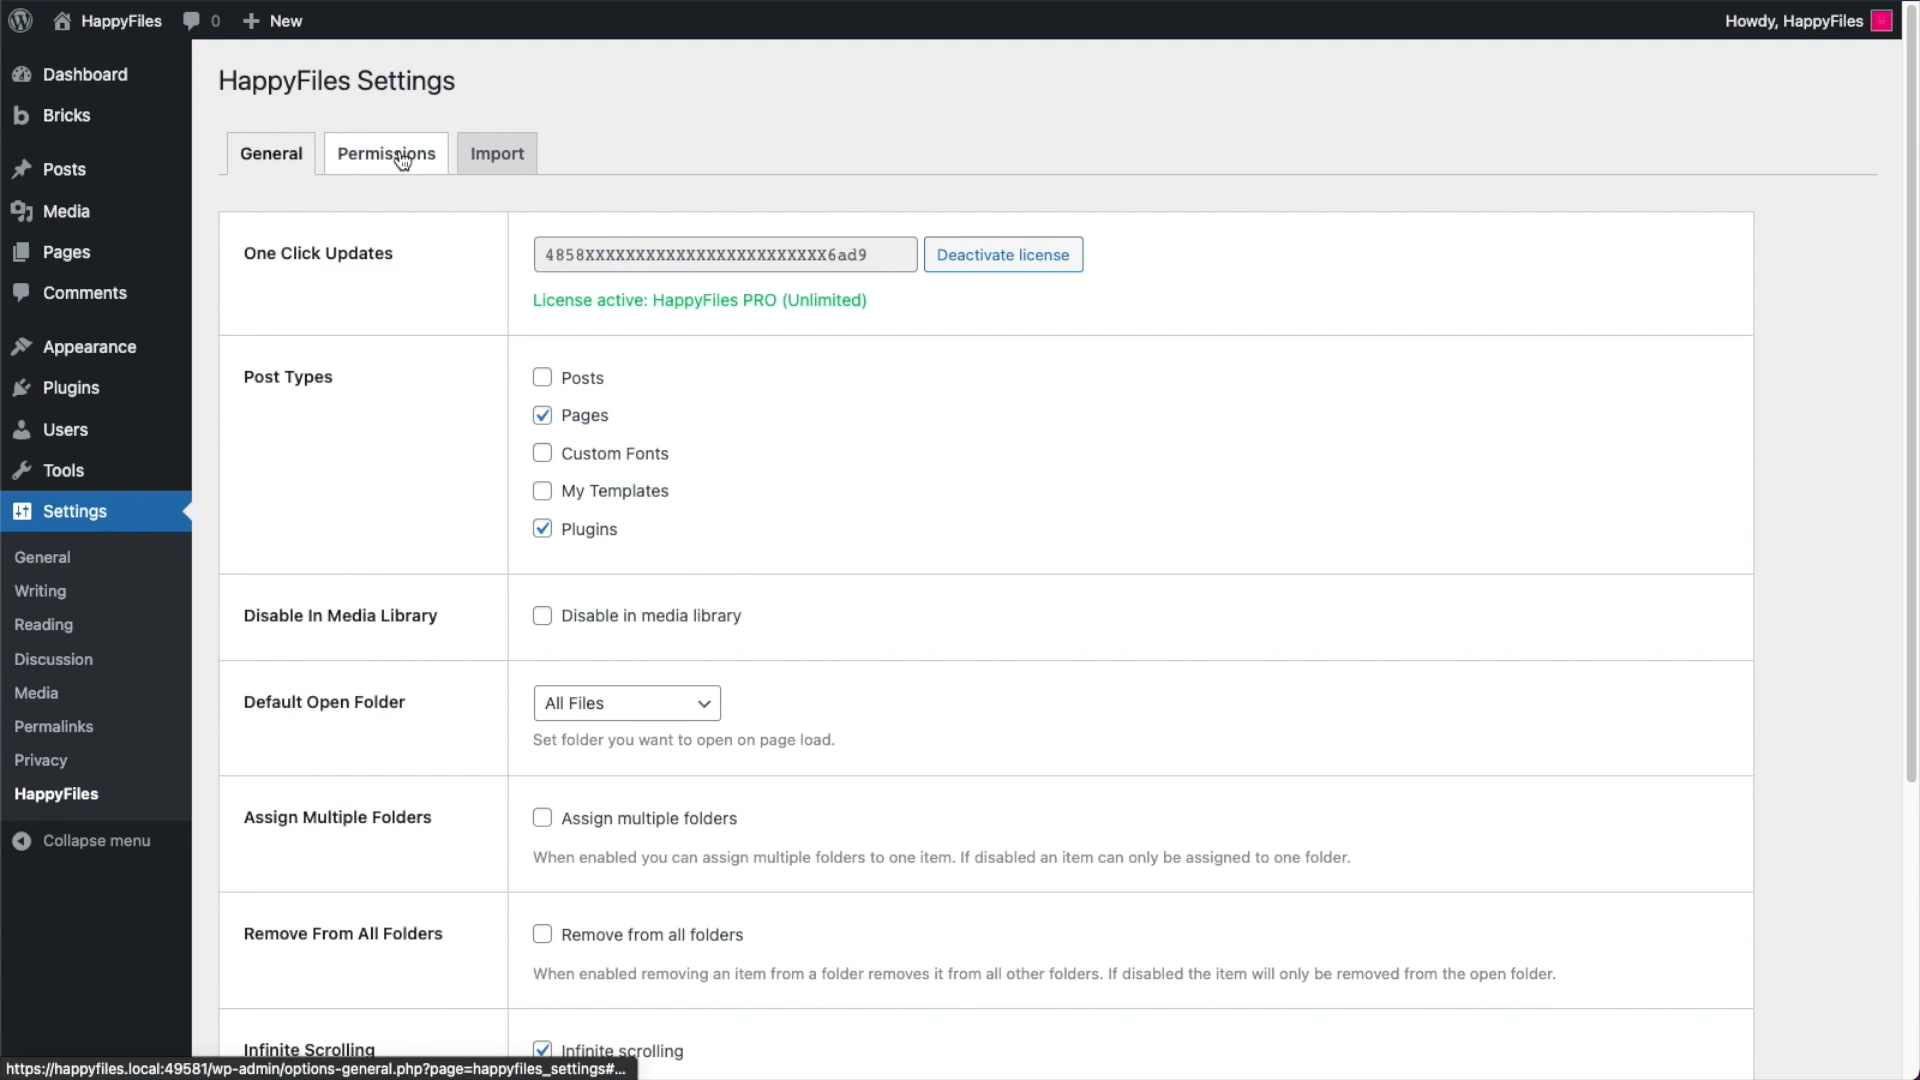 HappyFiles 0 New Howdy, HappyFiles
Dashboard
Bricks
Posts
Media
Pages
Comments
Appearance
Plugins
Users
Tools
Settings
General
Writing
Reading
Discussion
Media
Permalinks
Privacy
HappyFiles
Collapse menu
HappyFiles Settings
General Permissions Import
One Click Updates
4858XXXXXXXXXXXXXXXXXXXXXXXX6ad9 Deactivate license
License active: HappyFiles PRO (Unlimited)
Post Types
Posts
Pages
Custom Fonts
My Templates
Plugins
Disable In Media Library
Disable in media library
Default Open Folder
All Files
Set folder you want to open on page load.
Assign Multiple Folders
Assign multiple folders
When enabled you can assign multiple folders to one item. If disabled an item can only be assigned to one folder.
Remove From All Folders
Remove from all folders
When enabled removing an item from a folder removes it from all other folders. If disabled the item will only be removed from the open folder.
Infinite Scrolling
Infinite scrolling
https://happyfiles.local:49581/wp-admin/options-general.php?page=happyfiles_settings#...